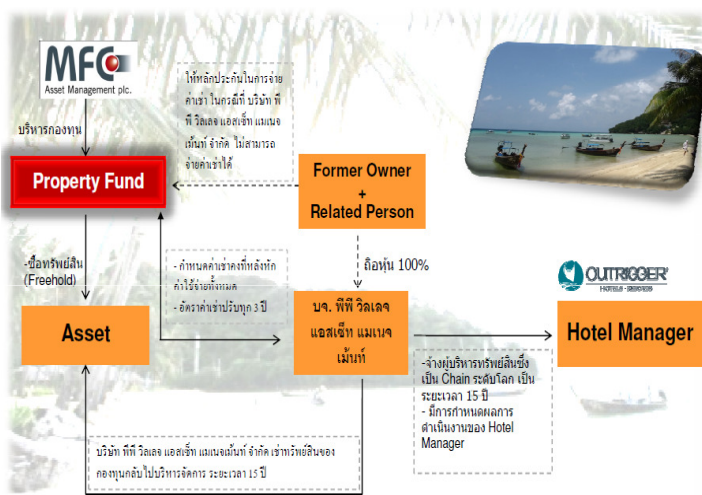 MFC
Asset Management plc.
บริหารกองทุน
Property Fund
ให้หลักประกันในการจ่าย
ค่าเช่า ในกรณีที่ บริษัท พี
พี วิลเลจ แอสเซ็ท แมเนจ
เม้นท์ จำกัด ไม่สามารถ
จ่ายค่าเช่าได้
Former Owner
+
Related Person
ถือหุ้น 100%
-ซื้อทรัพย์สิน
(Freehold)
- กำหนดค่าเช่าคงที่หลังหัก
ค่าใช้จ่ายทั้งหมด
- อัตราค่าเช่าปรับทุก 3 ปี
Asset
บจ. พีพี วิลเลจ
แอสเซ็ท แมเนจ
เม้นท์
OUTRIGGER
HOTELS · RESORTS
Hotel Manager
-จ้างผู้บริหารทรัพย์สินซึ่ง
เป็น Chain ระดับโลก เป็น
ระยะเวลา 15 ปี
- มีการกำหนดผลการ
ดำเนินงานของ Hotel
Manager
บริษัท พีพี วิลเลจ แอสเซ็ท แมเนจเม้นท์ จำกัด เช่าทรัพย์สินของ
กองทุนกลับไปบริหารจัดการ ระยะเวลา 15 ปี